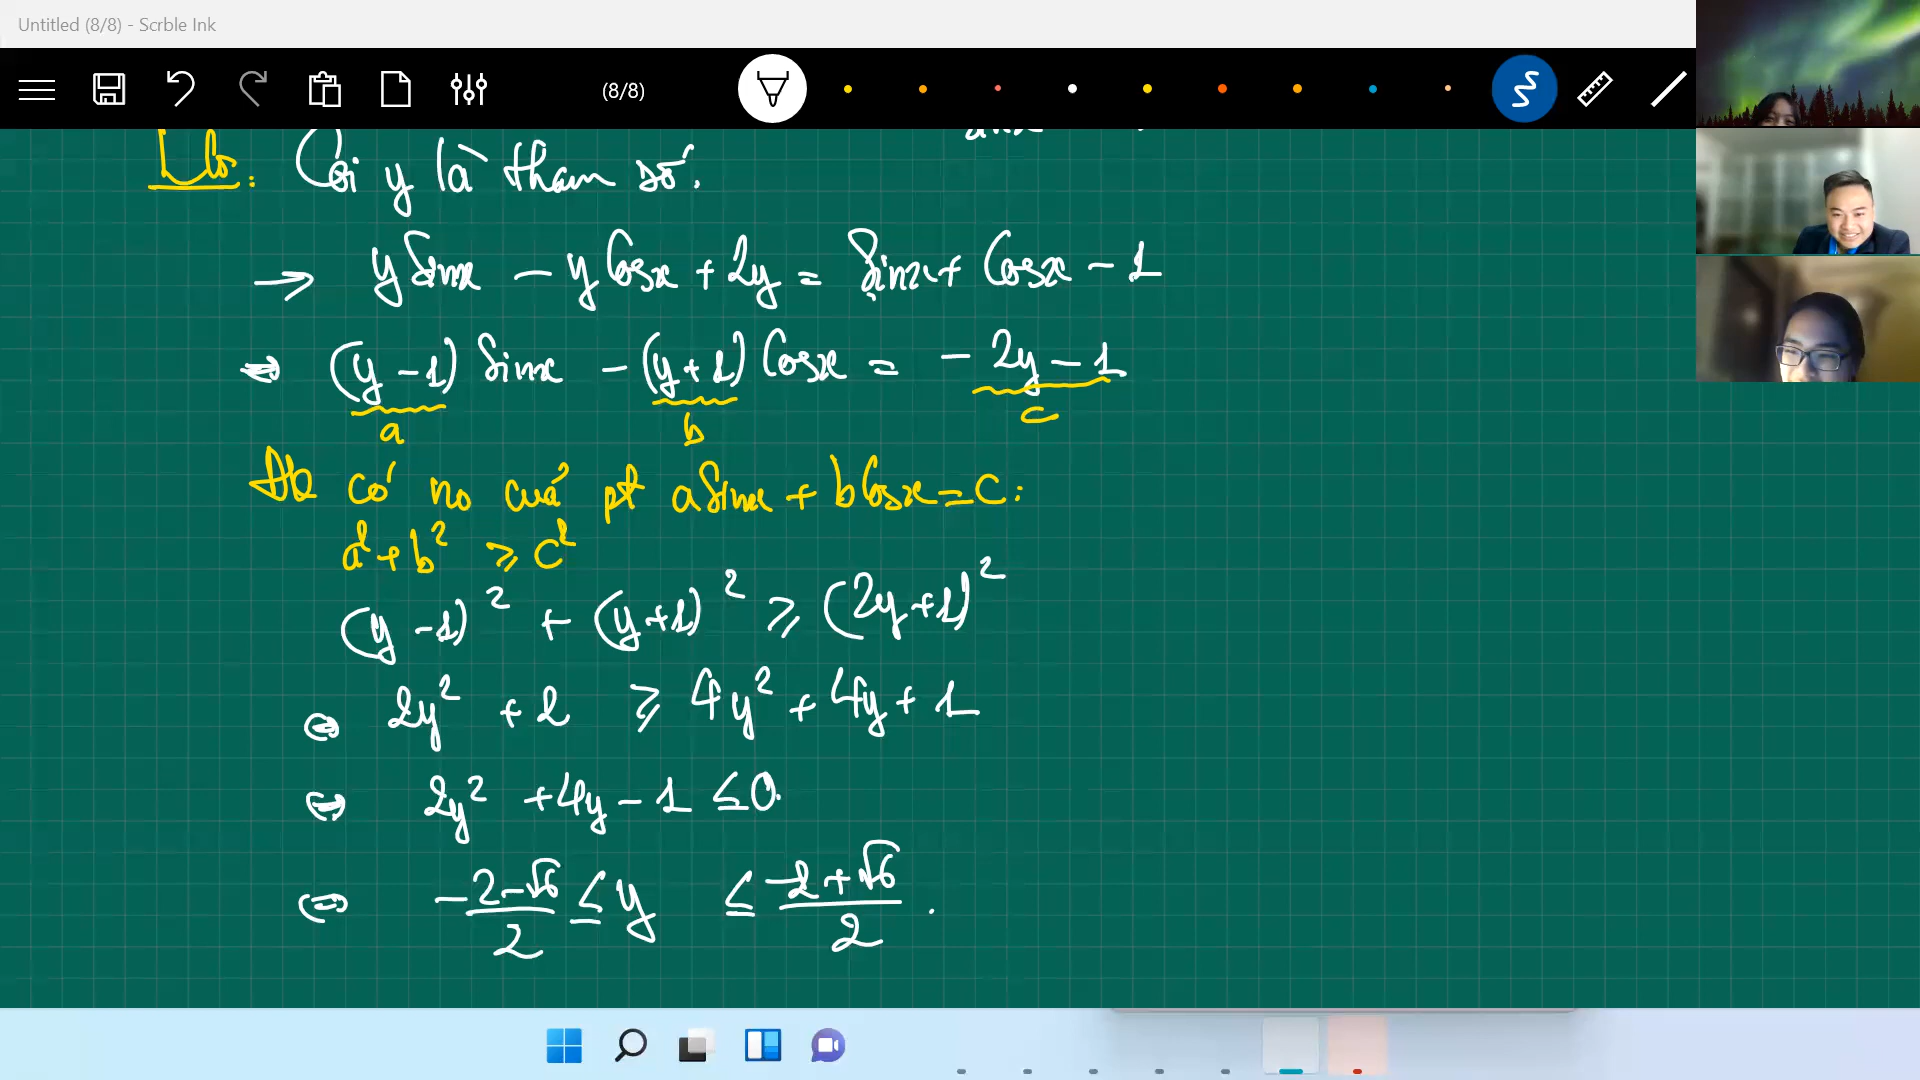 Untitled (8/8) - Scrble Ink
(8/8)
Coi y là tham số.
→ y Sinx - y Cosx + 2y = Sinx + Cosx - 1
⇔ (y - 1) Sinx - (y + 1) Cosx = - 2y - 1
a b c
Đk có no của pt aSinx + bCosx = C:
a² + b² ⩾ c²
(y - 1)² + (y + 1)² ⩾ (2y + 1)²
⇔ 2y² + 2 ⩾ 4y² + 4y + 1
⇔ 2y² + 4y - 1 ≤ 0.
⇔ (-2 - √6)/2 ≤ y ≤ (-2 + √6)/2 .